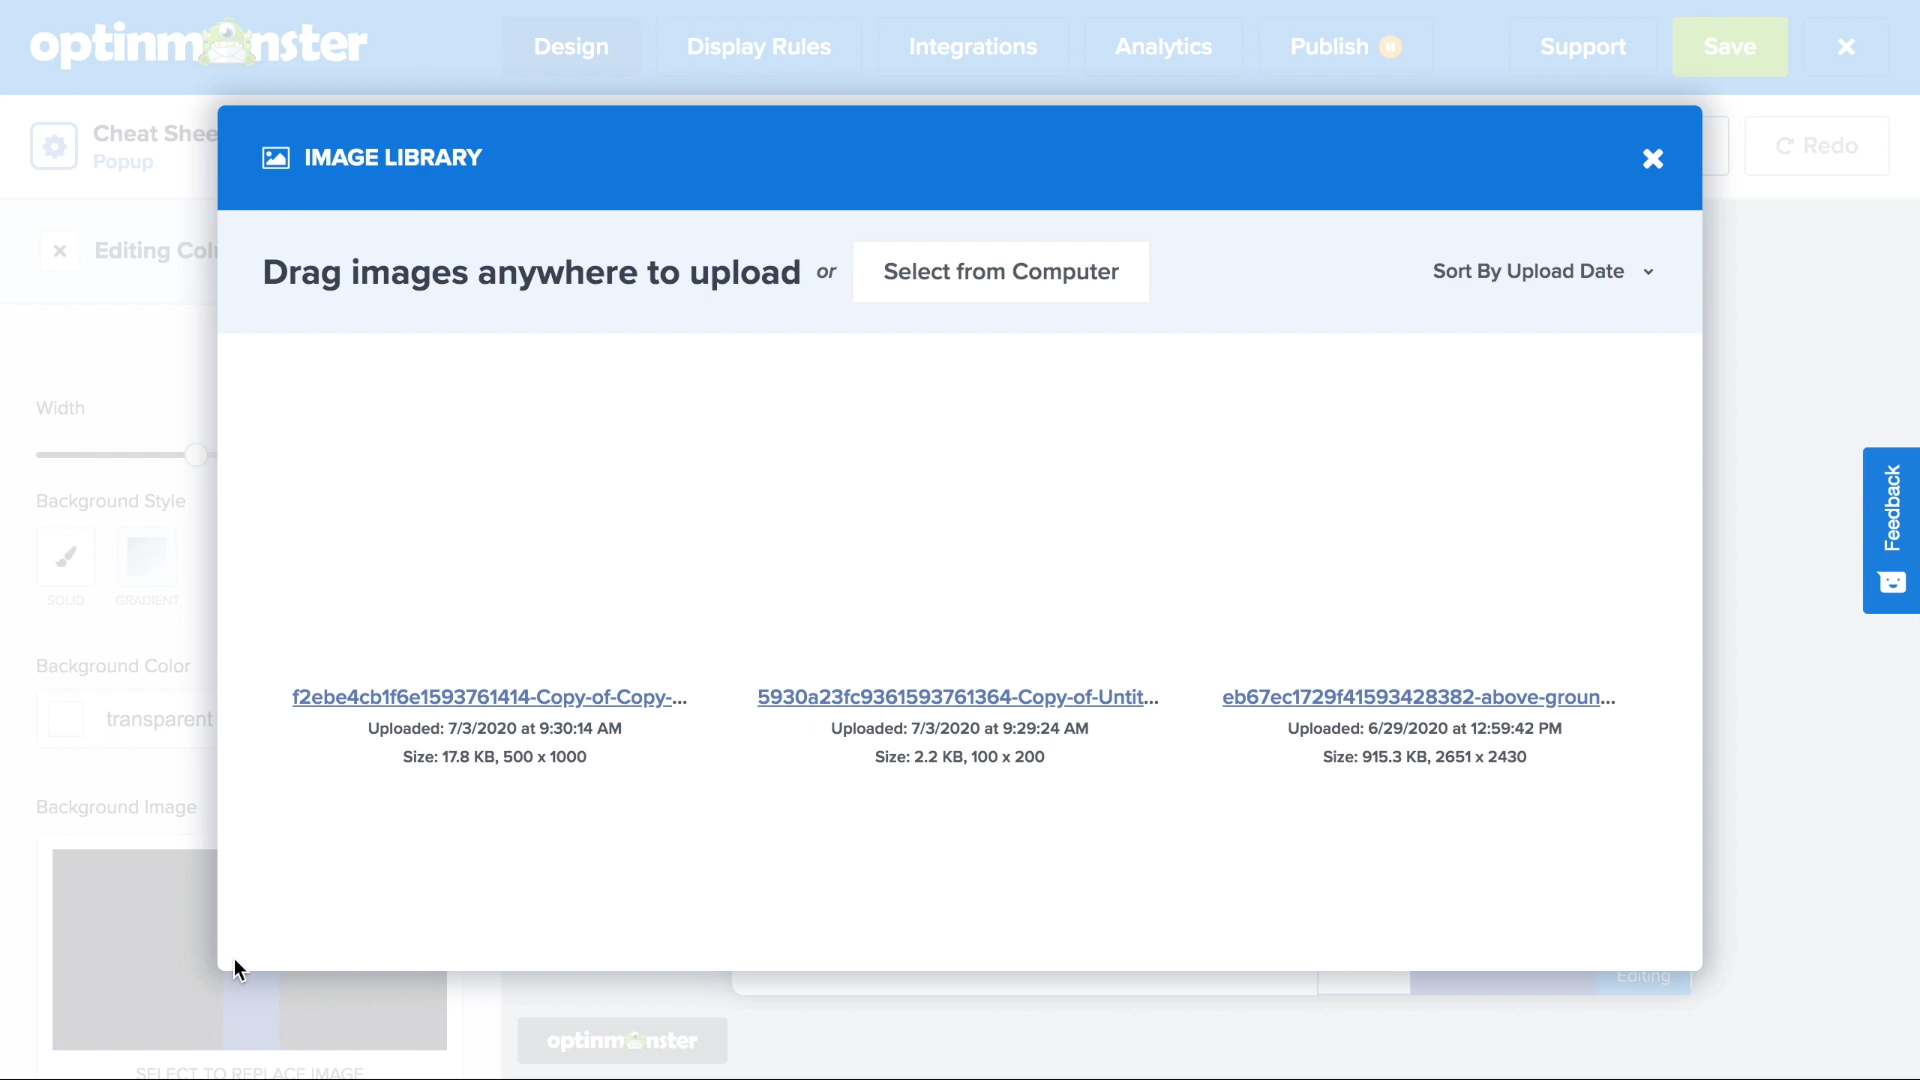 optinmonster
Design
Display Rules
Integrations
Analytics
Publish
Support
Save
Cheat Shee
Popup
Redo
IMAGE LIBRARY
Editing Colu
Drag images anywhere to upload or
Select from Computer
Sort By Upload Date
Width
Background Style
SOLID
GRADIENT
Feedback
Background Color
transparent
f2ebe4cb1f6e1593761414-Copy-of-Copy-...
Uploaded: 7/3/2020 at 9:30:14 AM
Size: 17.8 KB, 500 x 1000
5930a23fc9361593761364-Copy-of-Untit...
Uploaded: 7/3/2020 at 9:29:24 AM
Size: 2.2 KB, 100 x 200
eb67ec1729f41593428382-above-groun...
Uploaded: 6/29/2020 at 12:59:42 PM
Size: 915.3 KB, 2651 x 2430
Background Image
Editing
optinmonster
SELECT TO REPLACE IMAGE